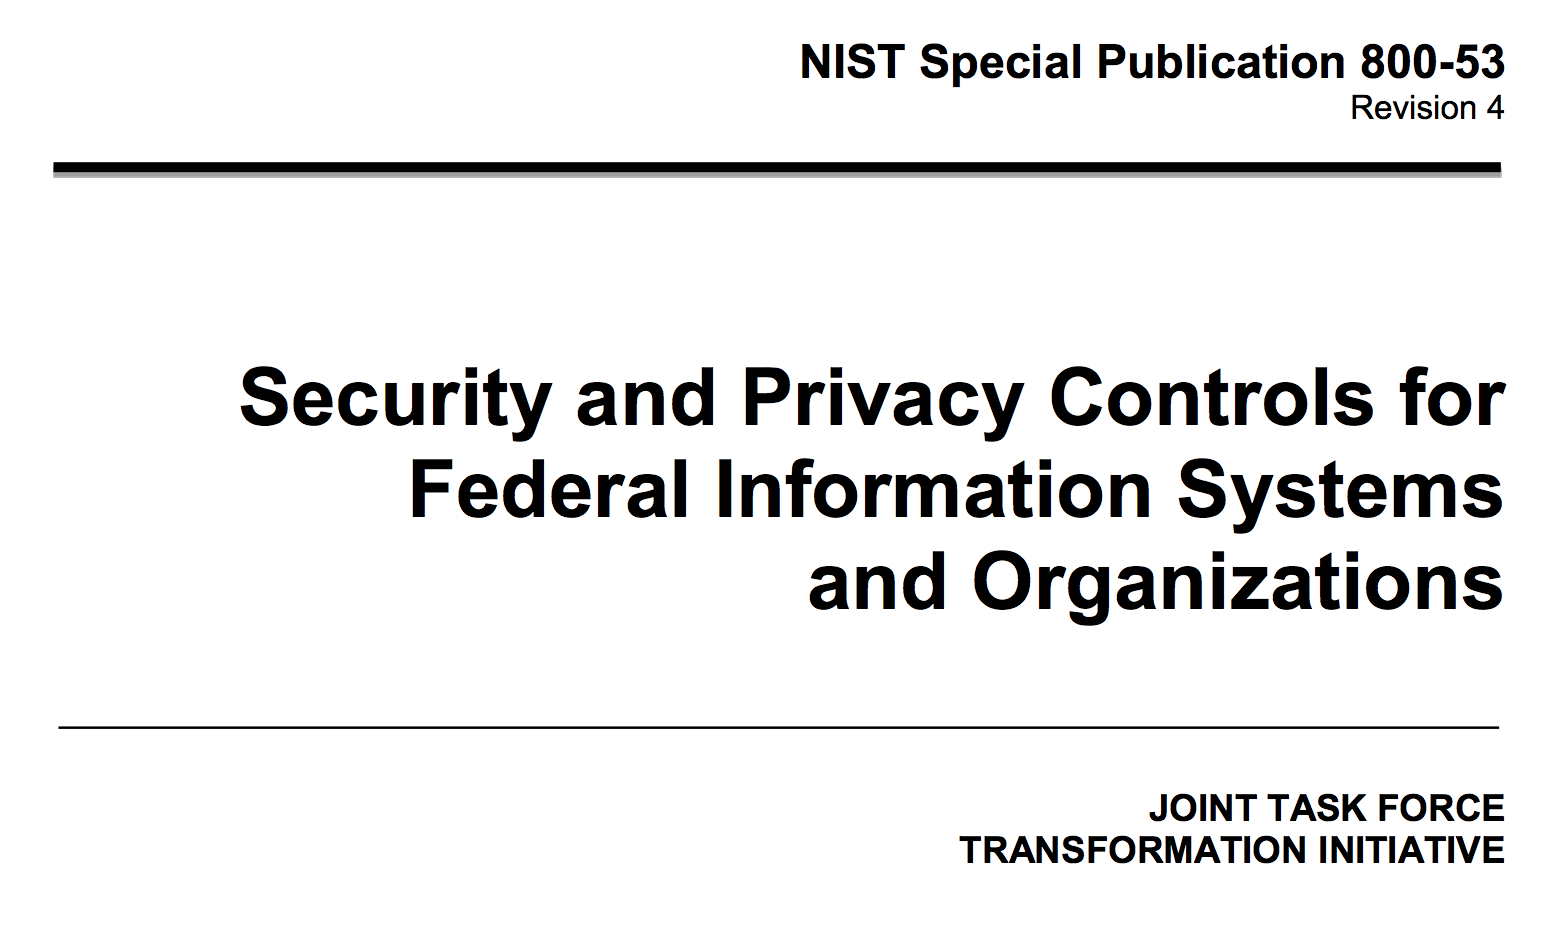 NIST Special Publication 800-53
Revision 4
Security and Privacy Controls for
Federal Information Systems
and Organizations
JOINT TASK FORCE
TRANSFORMATION INITIATIVE